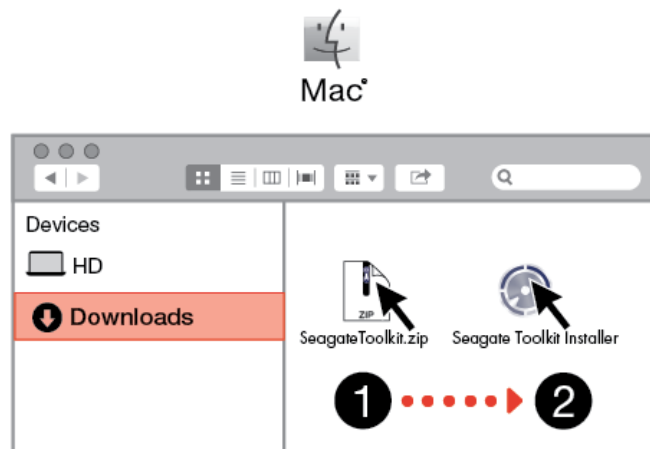 Mac
Devices
HD
Downloads
ZIP
SeagateToolkit.zip
Seagate Toolkit Installer
1
2